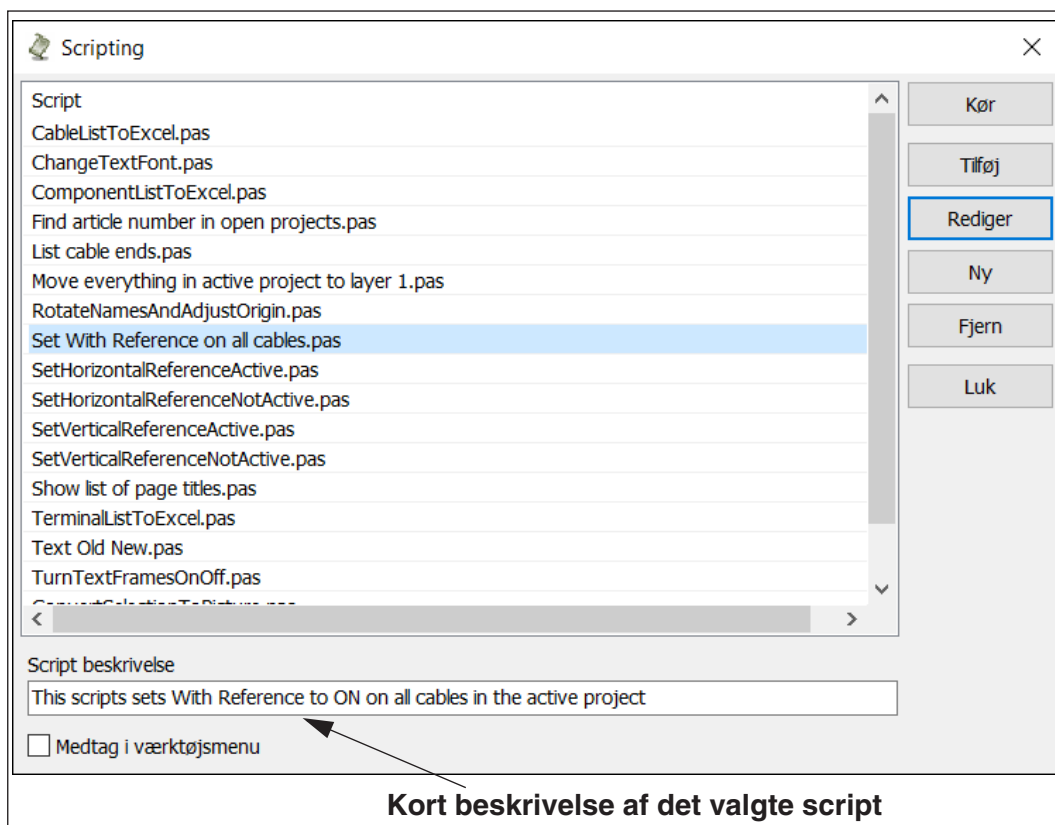 Scripting
Script
CableListToExcel.pas
ChangeTextFont.pas
ComponentListToExcel.pas
Find article number in open projects.pas
List cable ends.pas
Move everything in active project to layer 1.pas
RotateNamesAndAdjustOrigin.pas
Set With Reference on all cables.pas
SetHorizontalReferenceActive.pas
SetHorizontalReferenceNotActive.pas
SetVerticalReferenceActive.pas
SetVerticalReferenceNotActive.pas
Show list of page titles.pas
TerminalListToExcel.pas
Text Old New.pas
TurnTextFramesOnOff.pas
ConvertSelectionToPicture.pas
Kør
Tilføj
Rediger
Ny
Fjern
Luk
Script beskrivelse
This scripts sets With Reference to ON on all cables in the active project
Medtag i værktøjsmenu
Kort beskrivelse af det valgte script